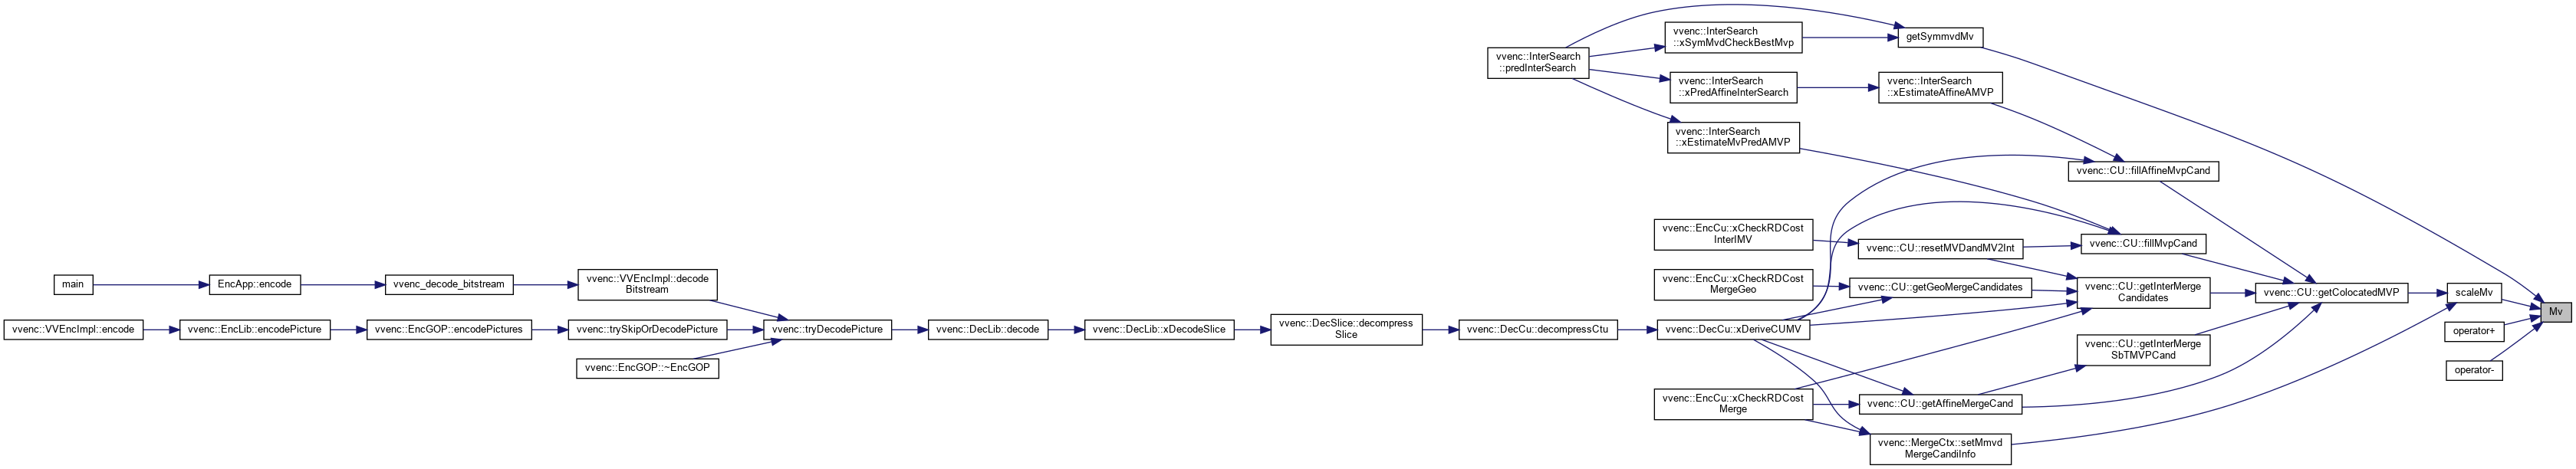 vvenc::InterSearch
::predInterSearch
vvenc::InterSearch
::xSymMvdCheckBestMvp
getSymmvdMv
vvenc::InterSearch
::xPredAffineInterSearch
vvenc::InterSearch
::xEstimateAffineAMVP
vvenc::InterSearch
::xEstimateMvPredAMVP
vvenc::CU::fillAffineMvpCand
vvenc::EncCu::xCheckRDCost
InterIMV
vvenc::CU::resetMVDandMV2Int
vvenc::CU::fillMvpCand
main
EncApp::encode
vvenc_decode_bitstream
vvenc::VVEncImpl::decode
Bitstream
vvenc::EncCu::xCheckRDCost
MergeGeo
vvenc::CU::getGeoMergeCandidates
vvenc::CU::getInterMerge
Candidates
vvenc::CU::getColocatedMVP
scaleMv
Mv
vvenc::VVEncImpl::encode
vvenc::EncLib::encodePicture
vvenc::EncGOP::encodePictures
vvenc::trySkipOrDecodePicture
vvenc::tryDecodePicture
vvenc::DecLib::decode
vvenc::DecLib::xDecodeSlice
vvenc::DecSlice::decompress
Slice
vvenc::DecCu::decompressCtu
vvenc::DecCu::xDeriveCUMV
operator+
vvenc::CU::getInterMerge
SbTMVPCand
vvenc::EncGOP::~EncGOP
operator-
vvenc::EncCu::xCheckRDCost
Merge
vvenc::CU::getAffineMergeCand
vvenc::MergeCtx::setMmvd
MergeCandiInfo